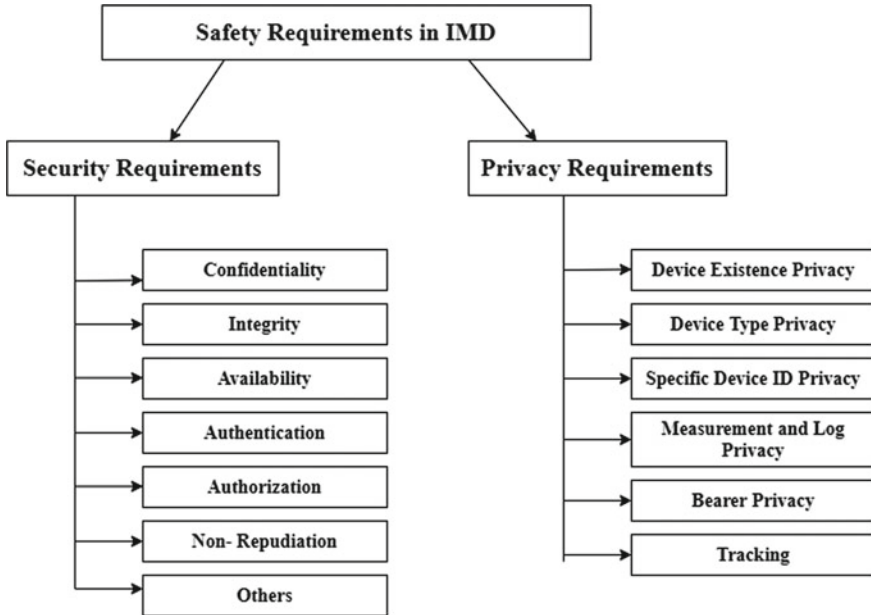 Safety Requirements in IMD
Security Requirements
Privacy Requirements
Confidentiality
Integrity
Availability
Authentication
Authorization
Non- Repudiation
Others
Device Existence Privacy
Device Type Privacy
Specific Device ID Privacy
Measurement and Log
Privacy
Bearer Privacy
Tracking